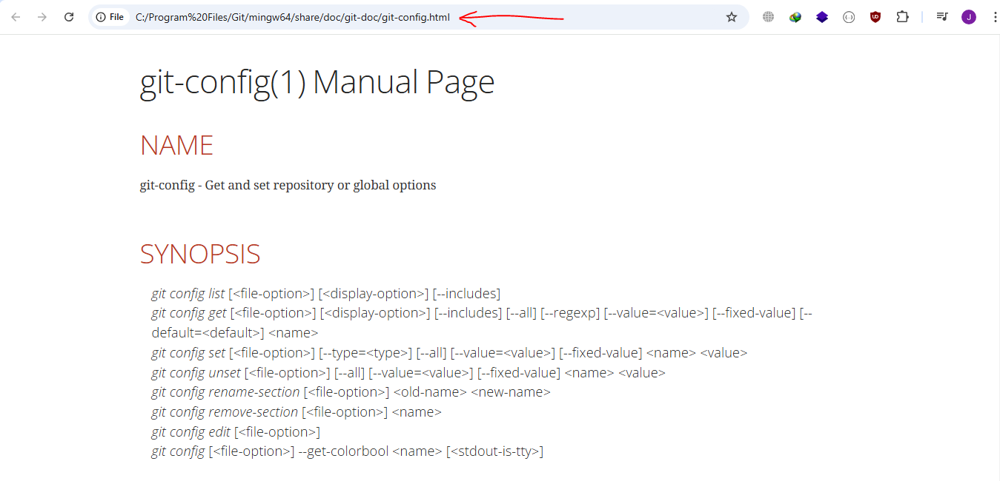 File C:/Program%20Files/Git/mingw64/share/doc/git-doc/git-config.html
J
git-config(1) Manual Page
NAME
git-config - Get and set repository or global options
SYNOPSIS
git config list [<file-option>] [<display-option>] [--includes]
git config get [<file-option>] [<display-option>] [--includes] [--all] [--regexp] [--value=<value>] [--fixed-value] [--
default=<default>] <name>
git config set [<file-option>] [--type=<type>] [--all] [--value=<value>] [--fixed-value] <name> <value>
git config unset [<file-option>] [--all] [--value=<value>] [--fixed-value] <name> <value>
git config rename-section [<file-option>] <old-name> <new-name>
git config remove-section [<file-option>] <name>
git config edit [<file-option>]
git config [<file-option>] --get-colorbool <name> [<stdout-is-tty>]